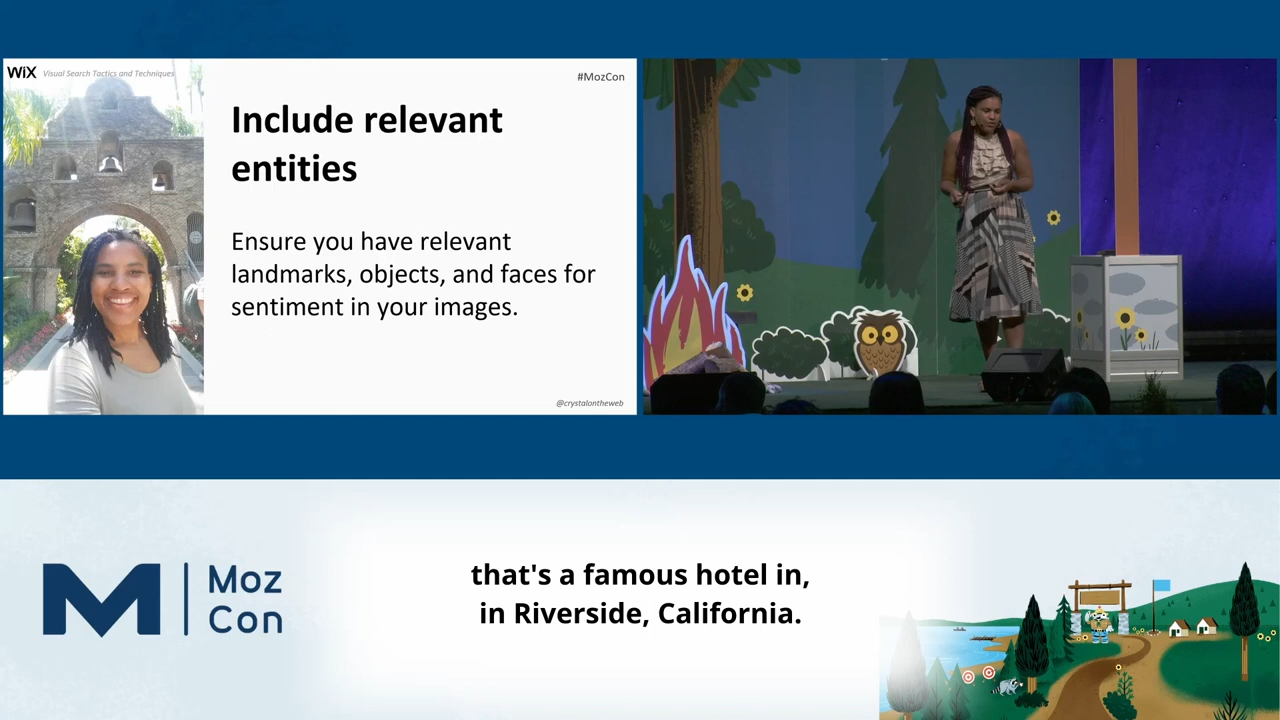 WiX Visual Search Tactics and Techniques
#MozCon
Include relevant
entities
Ensure you have relevant
landmarks, objects, and faces for
sentiment in your images.
@crystalontheweb
M Moz
Con
that's a famous hotel in,
in Riverside, California.